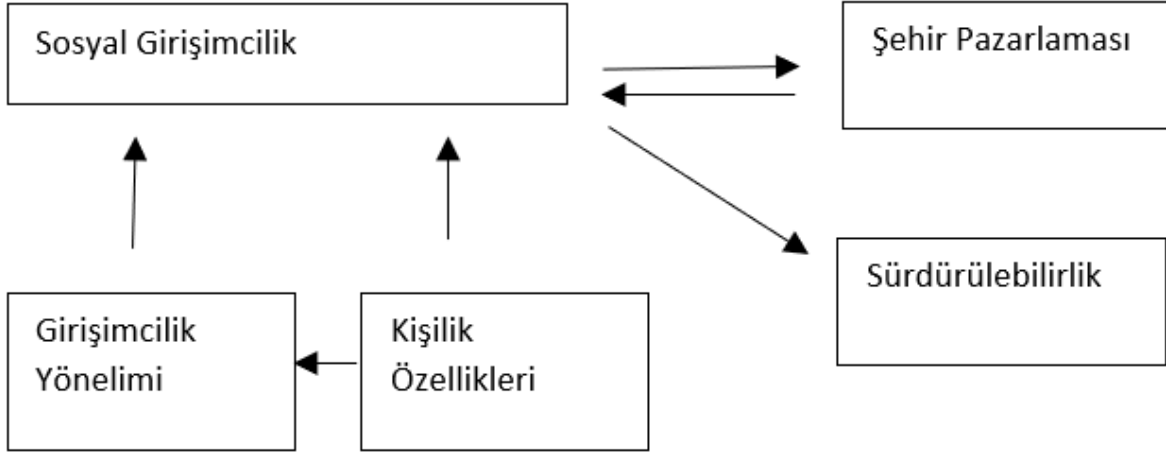 Sosyal Girişimcilik
Şehir Pazarlaması
Sürdürülebilirlik
Girişimcilik
Yönelimi
Kişilik
Özellikleri